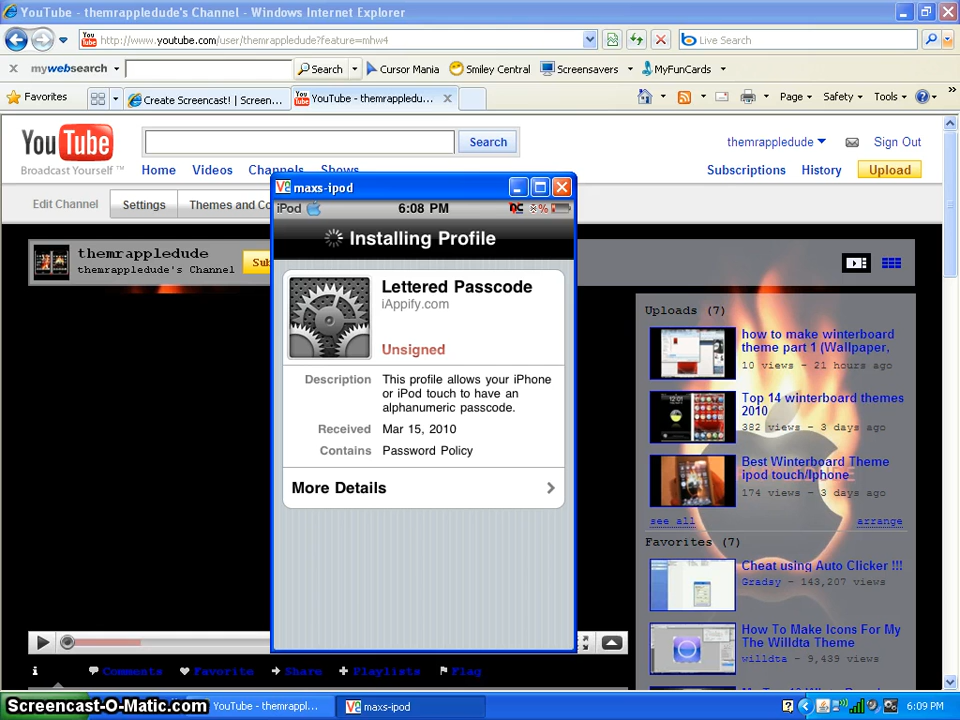 YouTube - themrappledude's Channel - Windows Internet Explorer
http://www.youtube.com/user/themrappledude?feature=mhw4
Live Search
mywebsearch
Search
Cursor Mania
Smiley Central
Screensavers
MyFunCards
Favorites
Create Screencast! | Screen...
YouTube - themrappledu...
Page
Safety
Tools
YouTube
Broadcast Yourself ™
Search
Home
Videos
Channels
Shows
themrappledude
Sign Out
Subscriptions
History
Upload
Edit Channel
Settings
Themes and Co
themrappledude
themrappledude's Channel
Sub
maxs-ipod
iPod
6:08 PM
Installing Profile
Lettered Passcode
iAppify.com
Unsigned
Description
This profile allows your iPhone
or iPod touch to have an
alphanumeric passcode.
Received
Mar 15, 2010
Contains
Password Policy
More Details
Uploads (7)
how to make winterboard
theme part 1 (Wallpaper,
10 views - 21 hours ago
Top 14 winterboard themes
2010
382 views - 3 days ago
Best Winterboard Theme
ipod touch/Iphone
174 views - 3 days ago
see all
arrange
Favorites (7)
Cheat using Auto Clicker !!!
Gradsy - 143,207 views
How To Make Icons For My
The Willdta Theme
willdta - 9,439 views
Comments
Favorite
Share
Playlists
Flag
Screencast-O-Matic.com
YouTube - themrappl...
maxs-ipod
6:09 PM